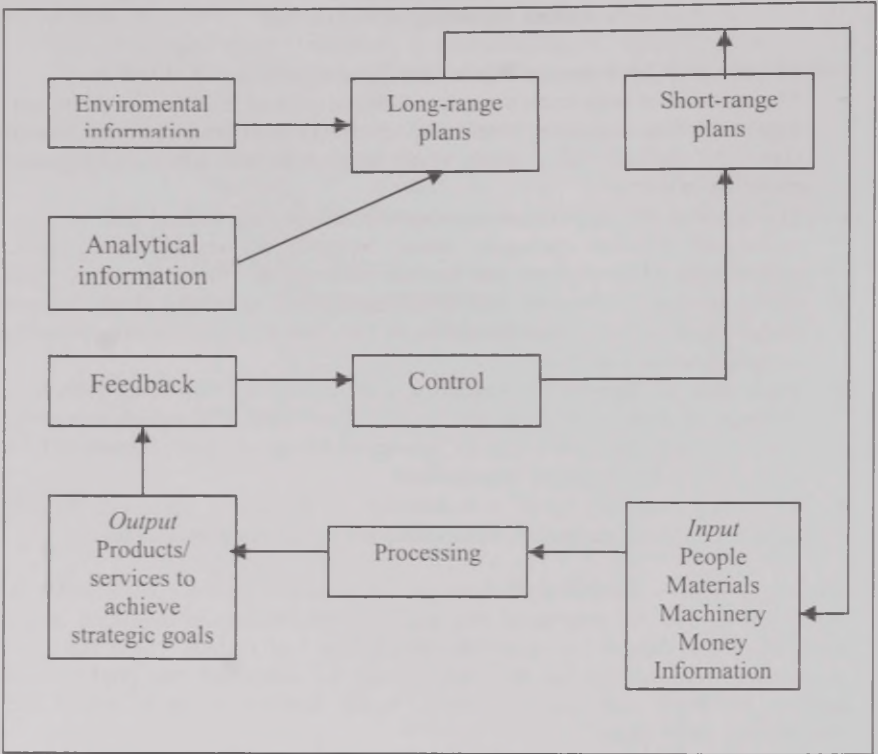 Enviromental
information
Long-range
plans
Short-range
plans
Analytical
information
Feedback
Control
Output
Products/
services to
achieve
strategic goals
Processing
Input
People
Materials
Machinery
Money
Information